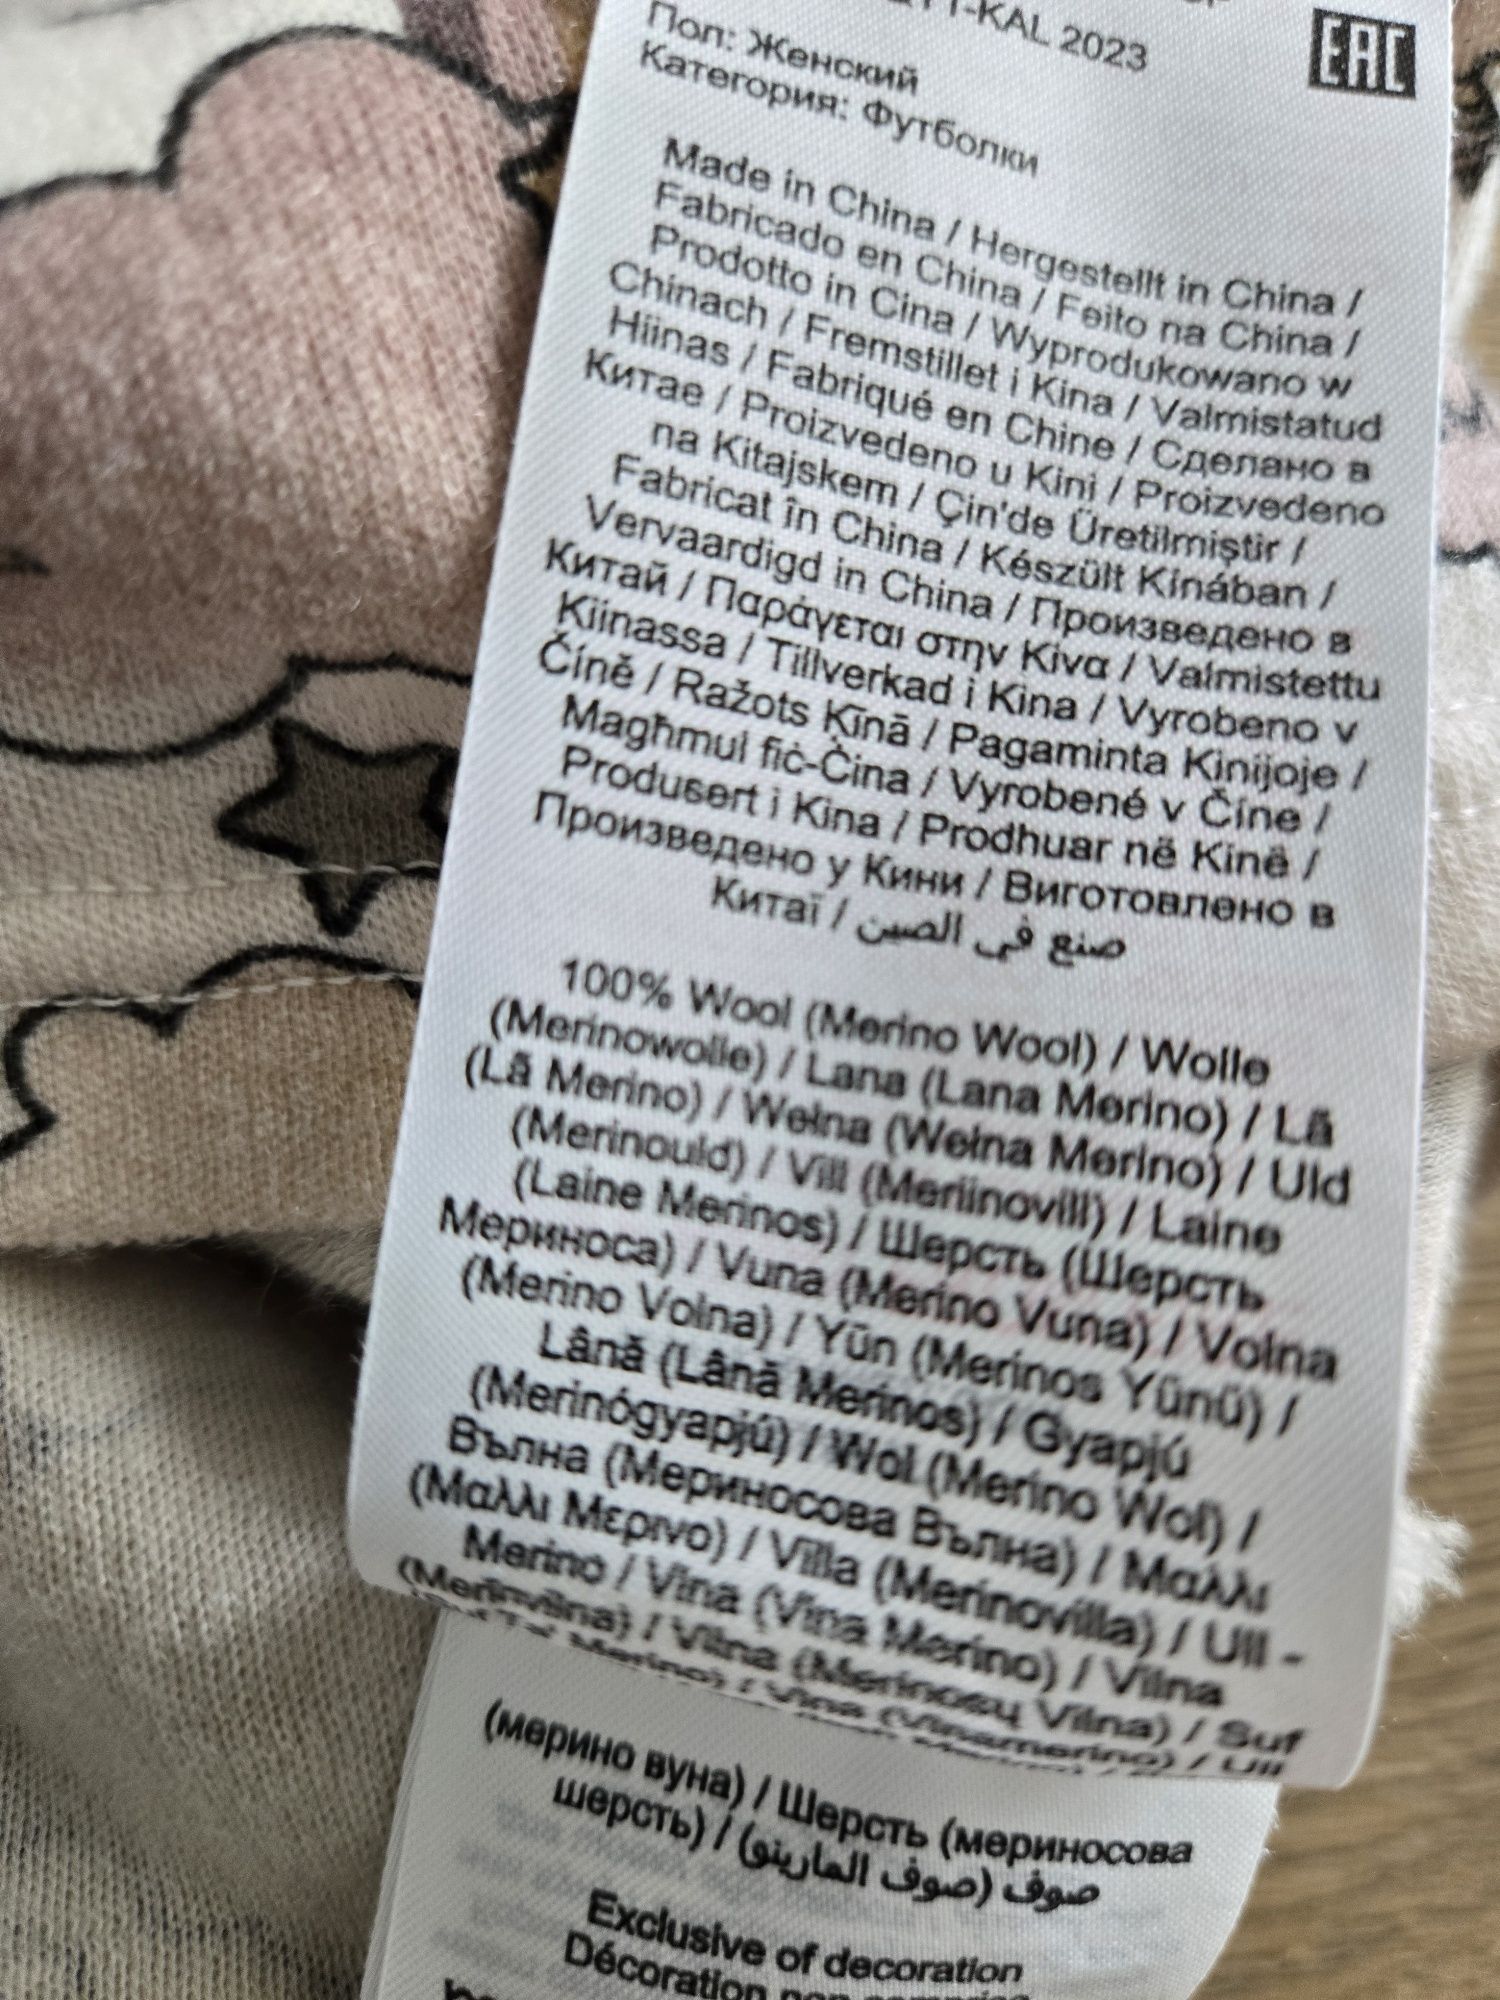 -KAL 2023
EAC
Пол: Женский
Категория: Футболки
Made in China / Hergestellt in China /
Fabricado en China / Feito na China /
Prodotto in Cina / Wyprodukowano w
Chinach / Fremstillet i Kina / Valmistatud
Hiinas / Fabriqué en Chine / Сделано в
Китае / Proizvedeno u Kini / Proizvedeno
na Kitajskem / Çin'de Üretilmiştir /
Fabricat în China / Készült Kínában /
Vervaardigd in China / Произведено в
Китай / Παράγεται στην Κίνα / Valmistettu
Kiinassa / Tillverkad i Kina / Vyrobeno v
Číně / Ražots Ķīnā / Pagaminta Kinijoje /
Magħmul fiċ-Ċina / Vyrobené v Číne /
Produsert i Kina / Prodhuar në Kinë /
Произведено у Кини / Виготовлено в
Китаї / صنع في الصين
100% Wool (Merino Wool) / Wolle
(Merinowolle) / Lana (Lana Merino) / Lã
(Lã Merino) / Wełna (Wełna Merino) / Uld
(Merinould) / Vill (Meriinovill) / Laine
(Laine Merinos) / Шерсть (Шерсть
Мериноса) / Vuna (Merino Vuna) / Volna
(Merino Volna) / Yün (Merinos Yünü) /
Lână (Lână Merinos) / Gyapjú
(Merinógyapjú) / Wol (Merino Wol) /
Вълна (Мериносова Вълна) / Μαλλι
(Μαλλι Μερινο) / Villa (Merinovilla) / Ull -
Merino / Vlna (Vlna Merino) / Vilna
(Merīnvilna) / Vilna (Merinosų Vilna) / Suf
Merino) / Vlna (Vlnamerino) / Ull
(мерино вуна) / Шерсть (мериносова
шерсть) / صوف (صوف المارينو)
Exclusive of decoration
Décoration non comprise